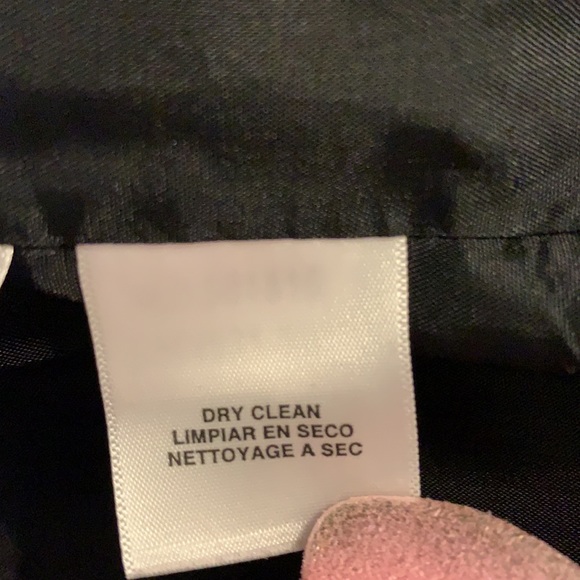 DRY CLEAN
LIMPIAR EN SECO
NETTOYAGE A SEC